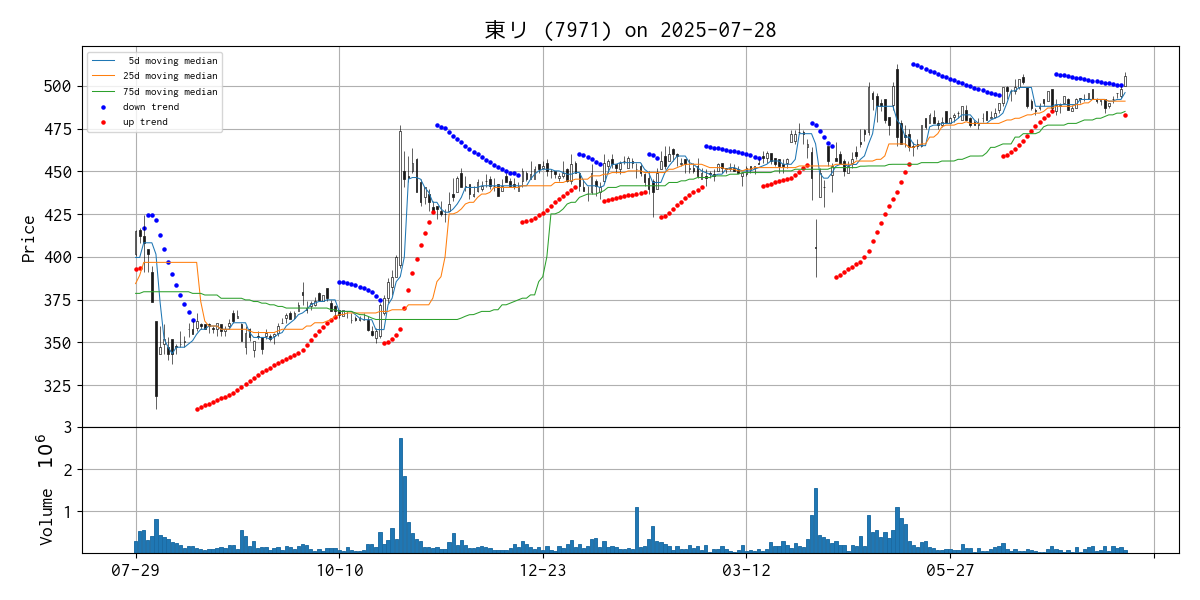 東リ (7971) on 2025-07-28
5d moving median
25d moving median
75d moving median
down trend
up trend
Price
500
475
450
425
400
375
350
325
Volume 10^6
3
2
1
07-29 10-10 12-23 03-12 05-27